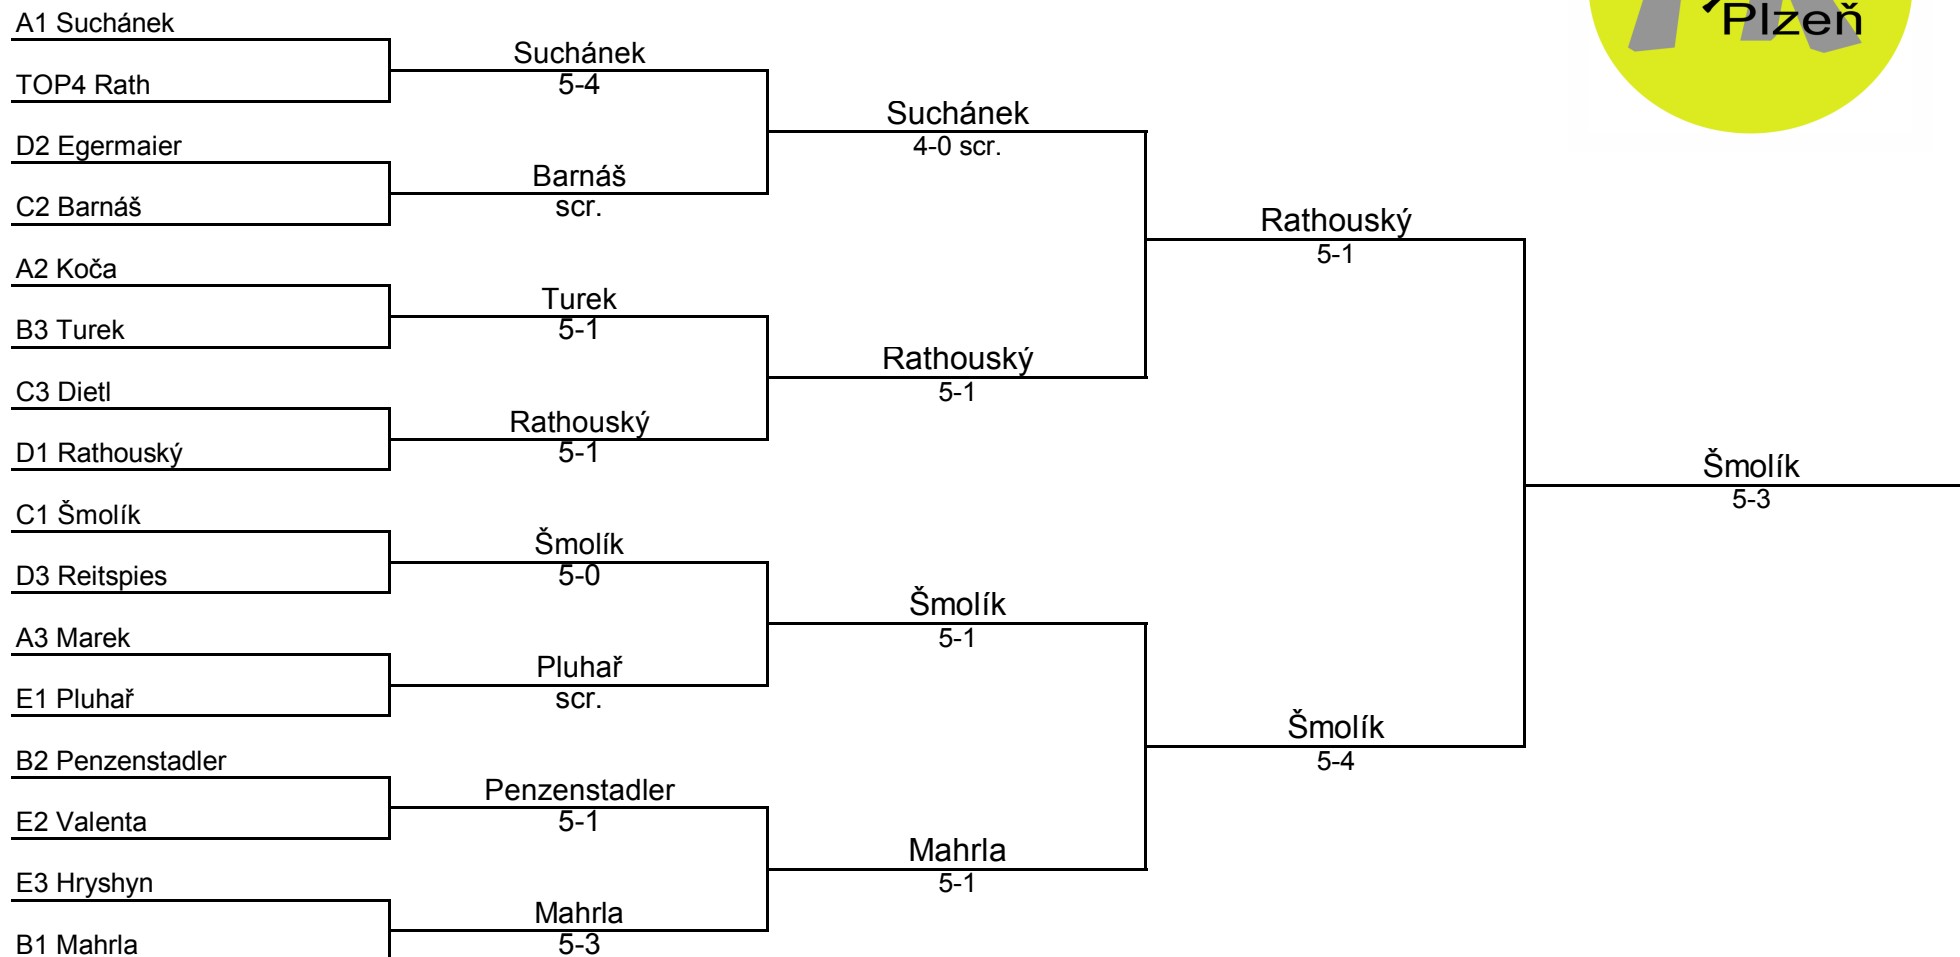 Plzeň
A1 Suchánek
TOP4 Rath
D2 Egermaier
C2 Barnáš
A2 Koča
B3 Turek
C3 Dietl
D1 Rathouský
C1 Šmolík
D3 Reitspies
A3 Marek
E1 Pluhař
B2 Penzenstadler
E2 Valenta
E3 Hryshyn
B1 Mahrla
Suchánek
5-4
Barnáš
scr.
Turek
5-1
Rathouský
5-1
Šmolík
5-0
Pluhař
scr.
Penzenstadler
5-1
Mahrla
5-3
Suchánek
4-0 scr.
Rathouský
5-1
Šmolík
5-1
Mahrla
5-1
Rathouský
5-1
Šmolík
5-4
Šmolík
5-3